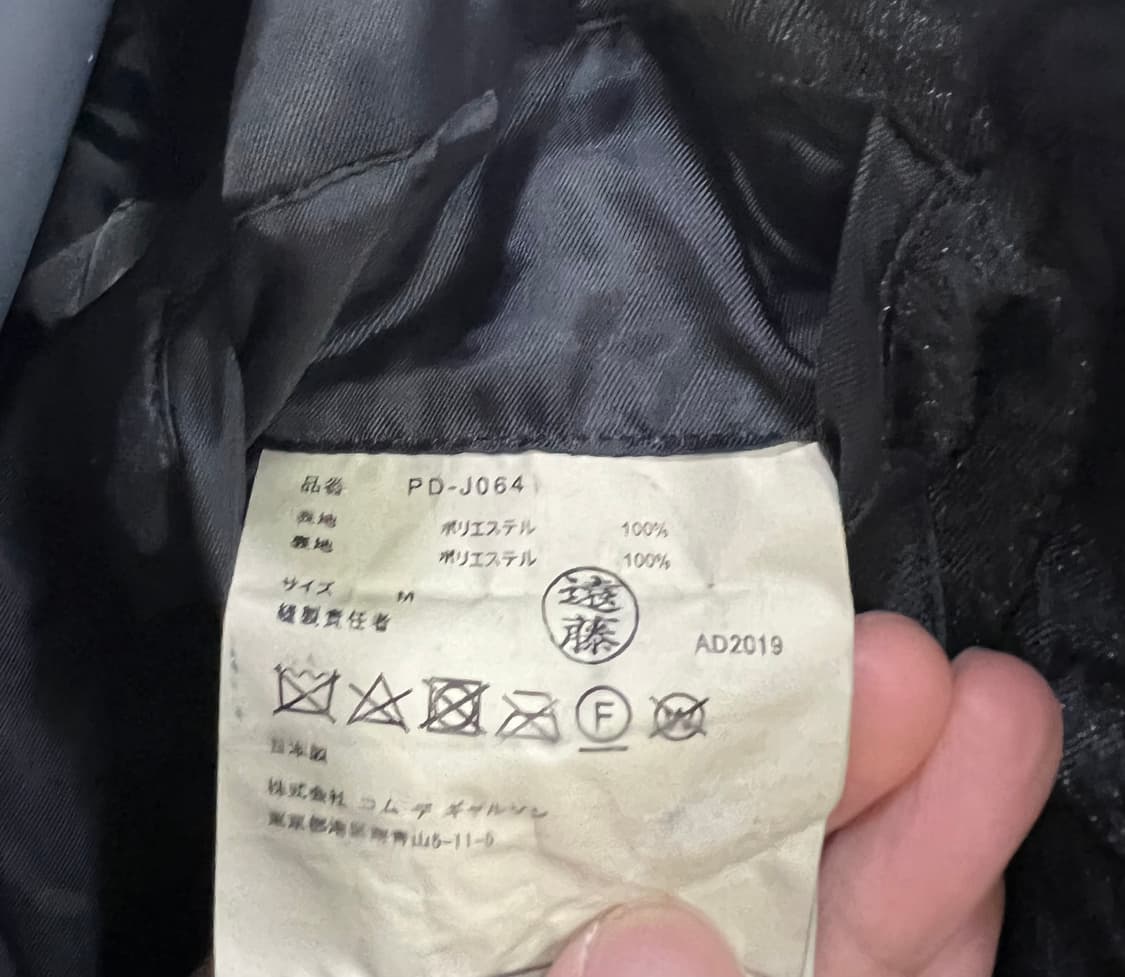 品番 PD-J064
表地 ポリエステル 100%
裏地 ポリエステル 100%
サイズ M
縫製責任者 遠藤 AD2019
F W
日本製
株式会社 コム デ ギャルソン
東京都港区南青山5-11-5